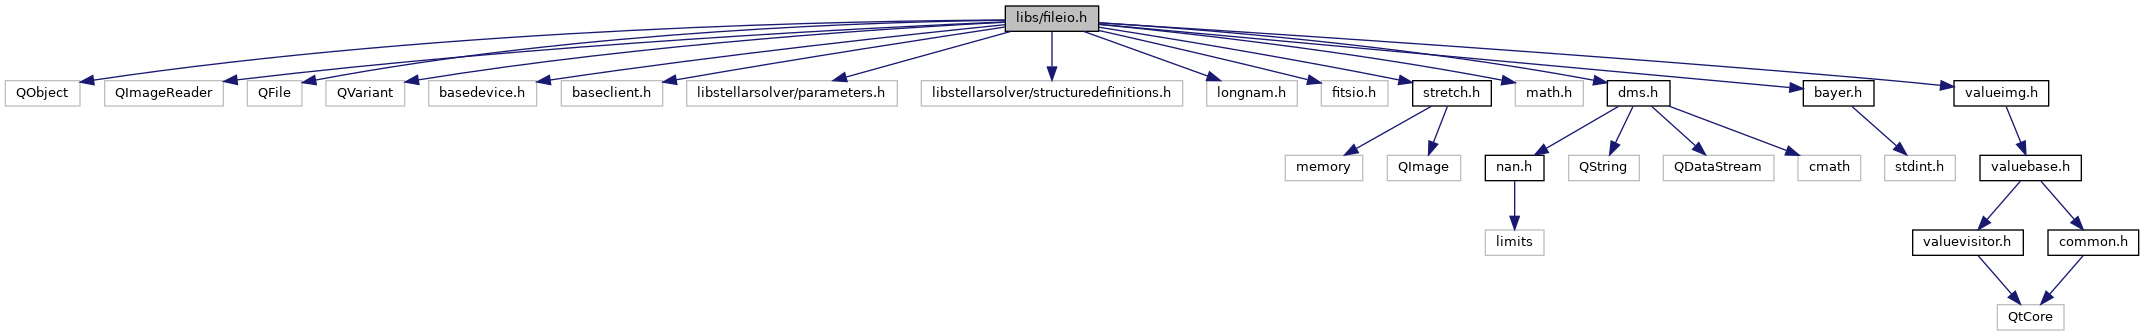 libs/fileio.h
QObject
QImageReader
QFile
QVariant
basedevice.h
baseclient.h
libstellarsolver/parameters.h
libstellarsolver/structuredefinitions.h
longnam.h
fitsio.h
stretch.h
math.h
dms.h
bayer.h
valueimg.h
memory
QImage
nan.h
QString
QDataStream
cmath
stdint.h
valuebase.h
limits
valuevisitor.h
common.h
QtCore